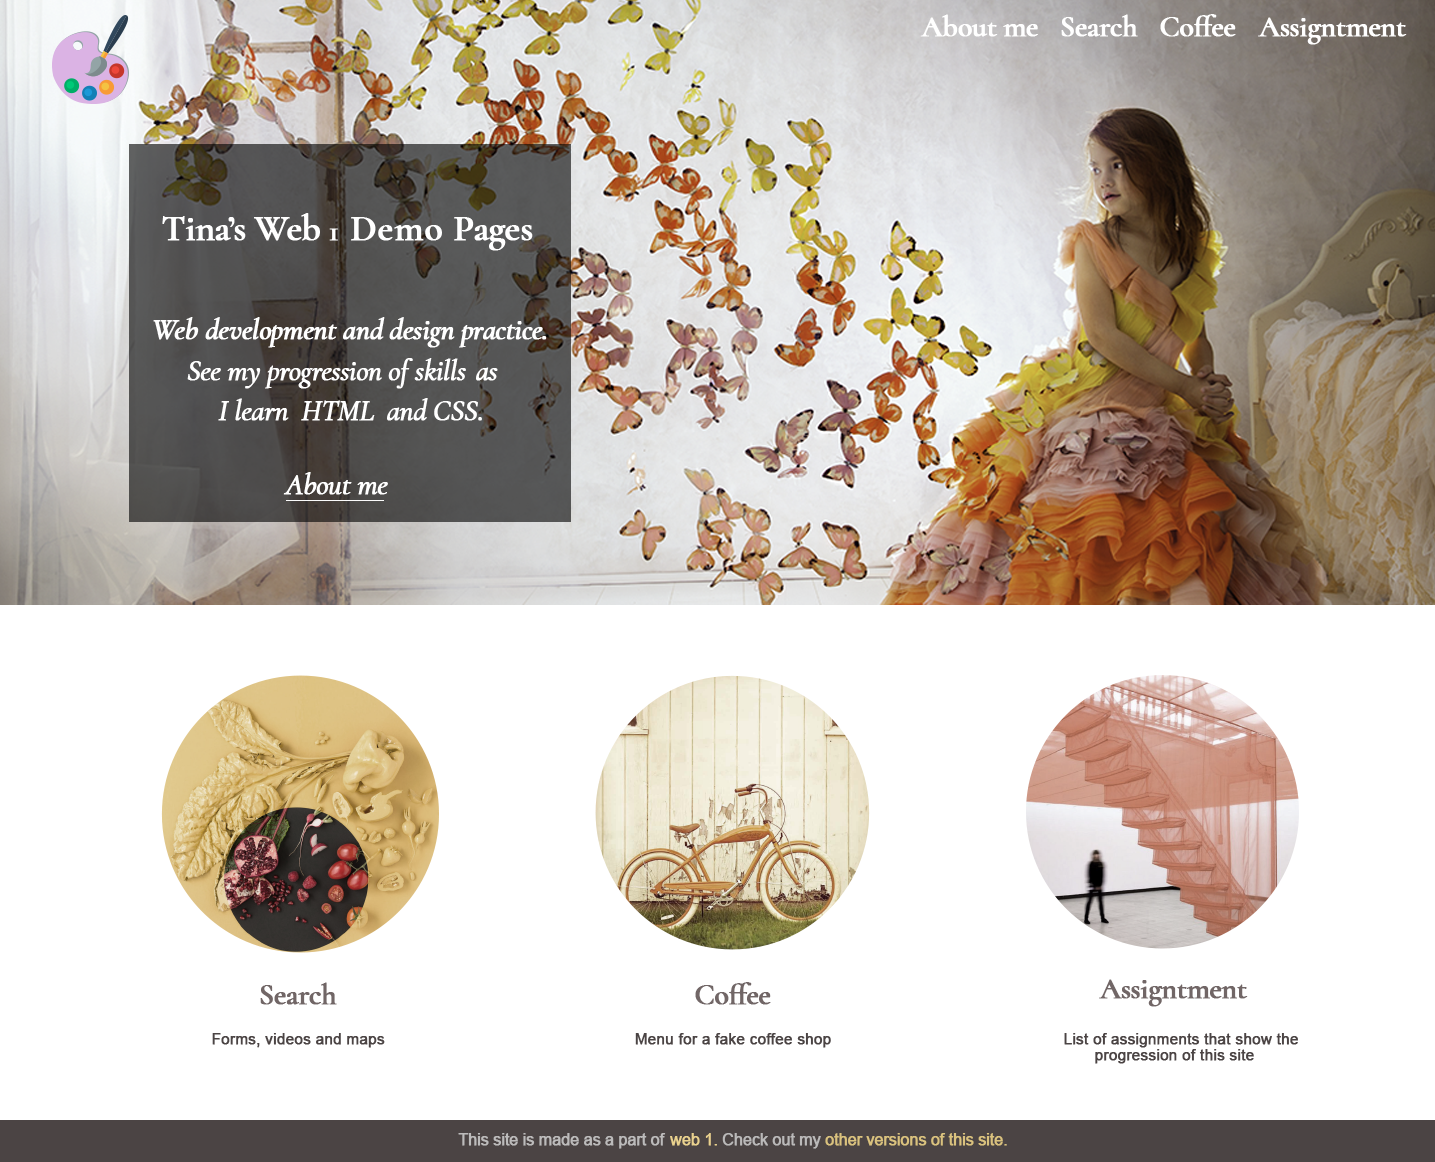 About me Search Coffee Assigntment
Tina's Web 1 Demo Pages
Web development and design practice.
See my progression of skills as
I learn HTML and CSS.
About me
Search
Forms, videos and maps
Coffee
Menu for a fake coffee shop
Assigntment
List of assignments that show the
progression of this site
This site is made as a part of web 1. Check out my other versions of this site.